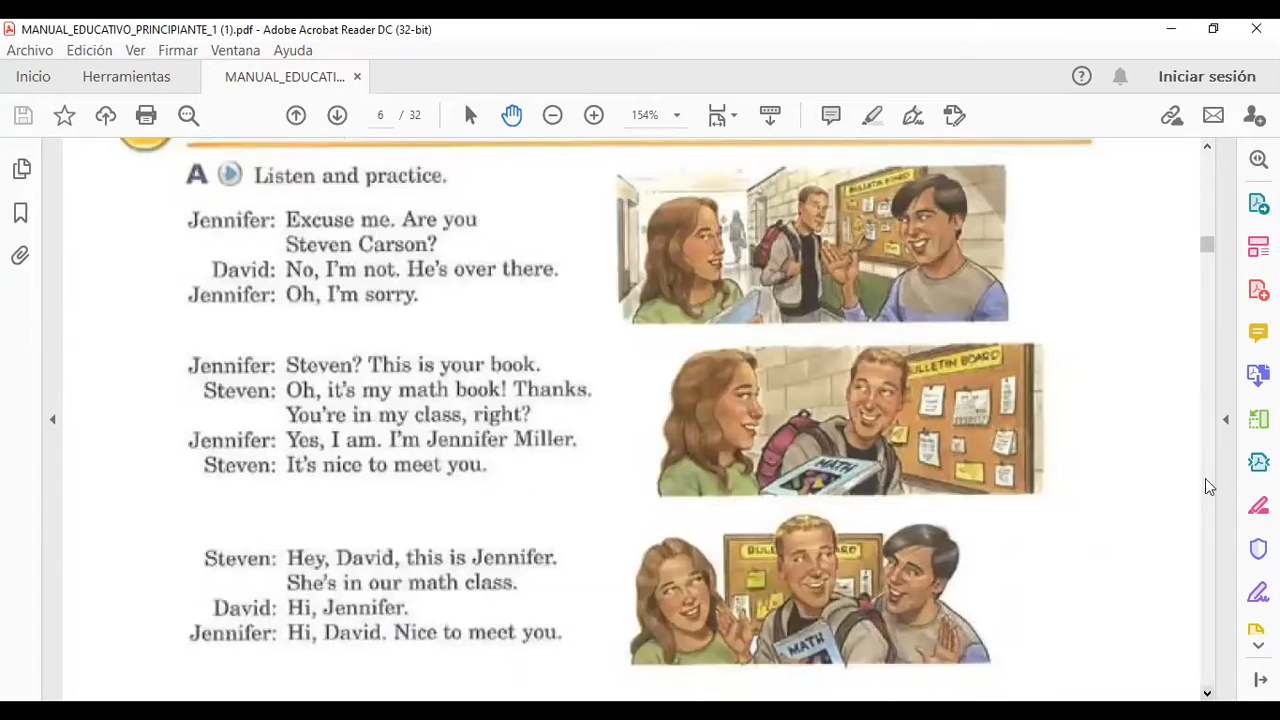 MANUAL_EDUCATIVO_PRINCIPIANTE_1 (1).pdf - Adobe Acrobat Reader DC (32-bit)
Archivo Edición Ver Firmar Ventana Ayuda
Inicio Herramientas MANUAL_EDUCATI... Iniciar sesión
6 / 32 154%
A Listen and practice.
BULLETIN BOARD
Jennifer: Excuse me. Are you
Steven Carson?
David: No, I'm not. He's over there.
Jennifer: Oh, I'm sorry.
BULLETIN BOARD
Jennifer: Steven? This is your book.
Steven: Oh, it's my math book! Thanks.
You're in my class, right?
Jennifer: Yes, I am. I'm Jennifer Miller.
Steven: It's nice to meet you.
MATH
Steven: Hey, David, this is Jennifer.
She's in our math class.
David: Hi, Jennifer.
Jennifer: Hi, David. Nice to meet you.
MATH